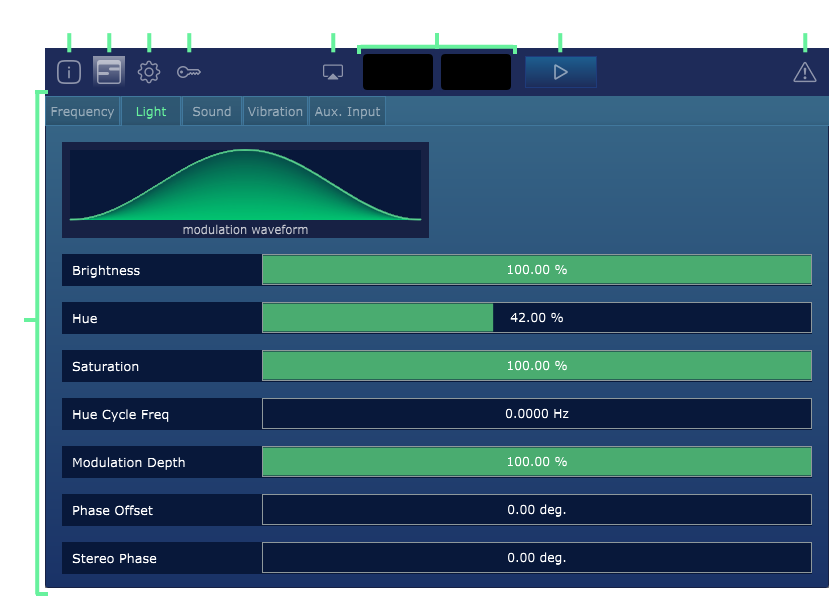 Frequency Light Sound Vibration Aux. Input
modulation waveform
Brightness 100.00 %
Hue 42.00 %
Saturation 100.00 %
Hue Cycle Freq 0.0000 Hz
Modulation Depth 100.00 %
Phase Offset 0.00 deg.
Stereo Phase 0.00 deg.